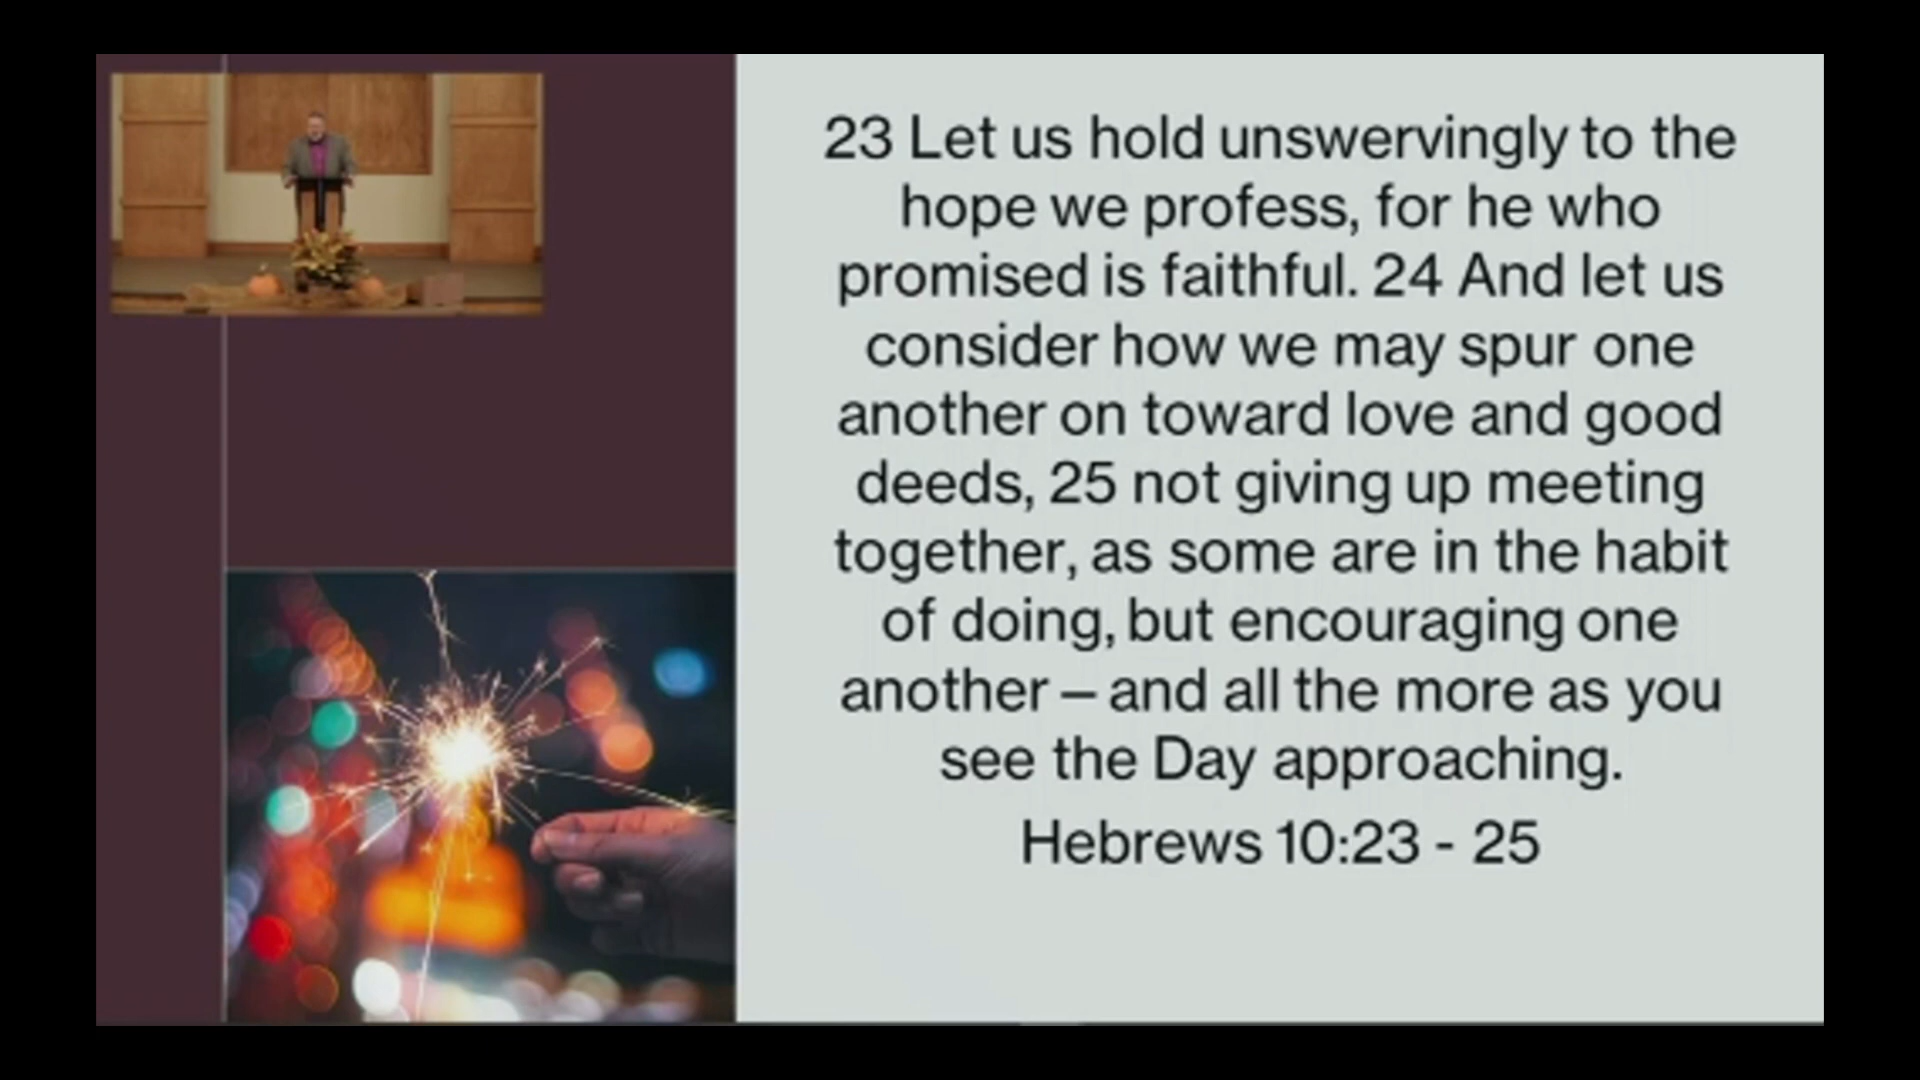 23 Let us hold unswervingly to the
hope we profess, for he who
promised is faithful. 24 And let us
consider how we may spur one
another on toward love and good
deeds, 25 not giving up meeting
together, as some are in the habit
of doing, but encouraging one
another – and all the more as you
see the Day approaching.
Hebrews 10:23 - 25